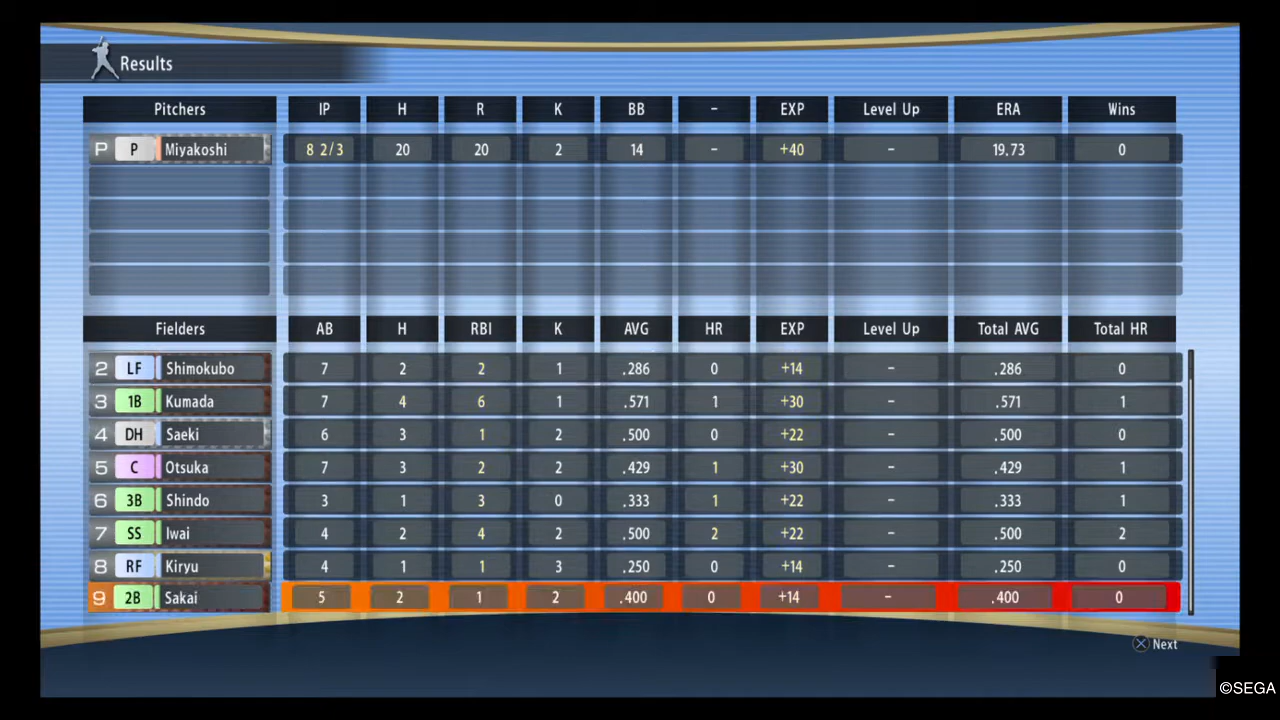 Results
Pitchers IP H R K BB - EXP Level Up ERA Wins
P P Miyakoshi 8 2/3 20 20 2 14 - +40 - 19.73 0
Fielders AB H RBI K AVG HR EXP Level Up Total AVG Total HR
2 LF Shimokubo 7 2 2 1 .286 0 +14 - .286 0
3 1B Kumada 7 4 6 1 .571 1 +30 - .571 1
4 DH Saeki 6 3 1 2 .500 0 +22 - .500 0
5 C Otsuka 7 3 2 2 .429 1 +30 - .429 1
6 3B Shindo 3 1 3 0 .333 1 +22 - .333 1
7 SS Iwai 4 2 4 2 .500 2 +22 - .500 2
8 RF Kiryu 4 1 1 3 .250 0 +14 - .250 0
9 2B Sakai 5 2 1 2 .400 0 +14 - .400 0
Next
©SEGA